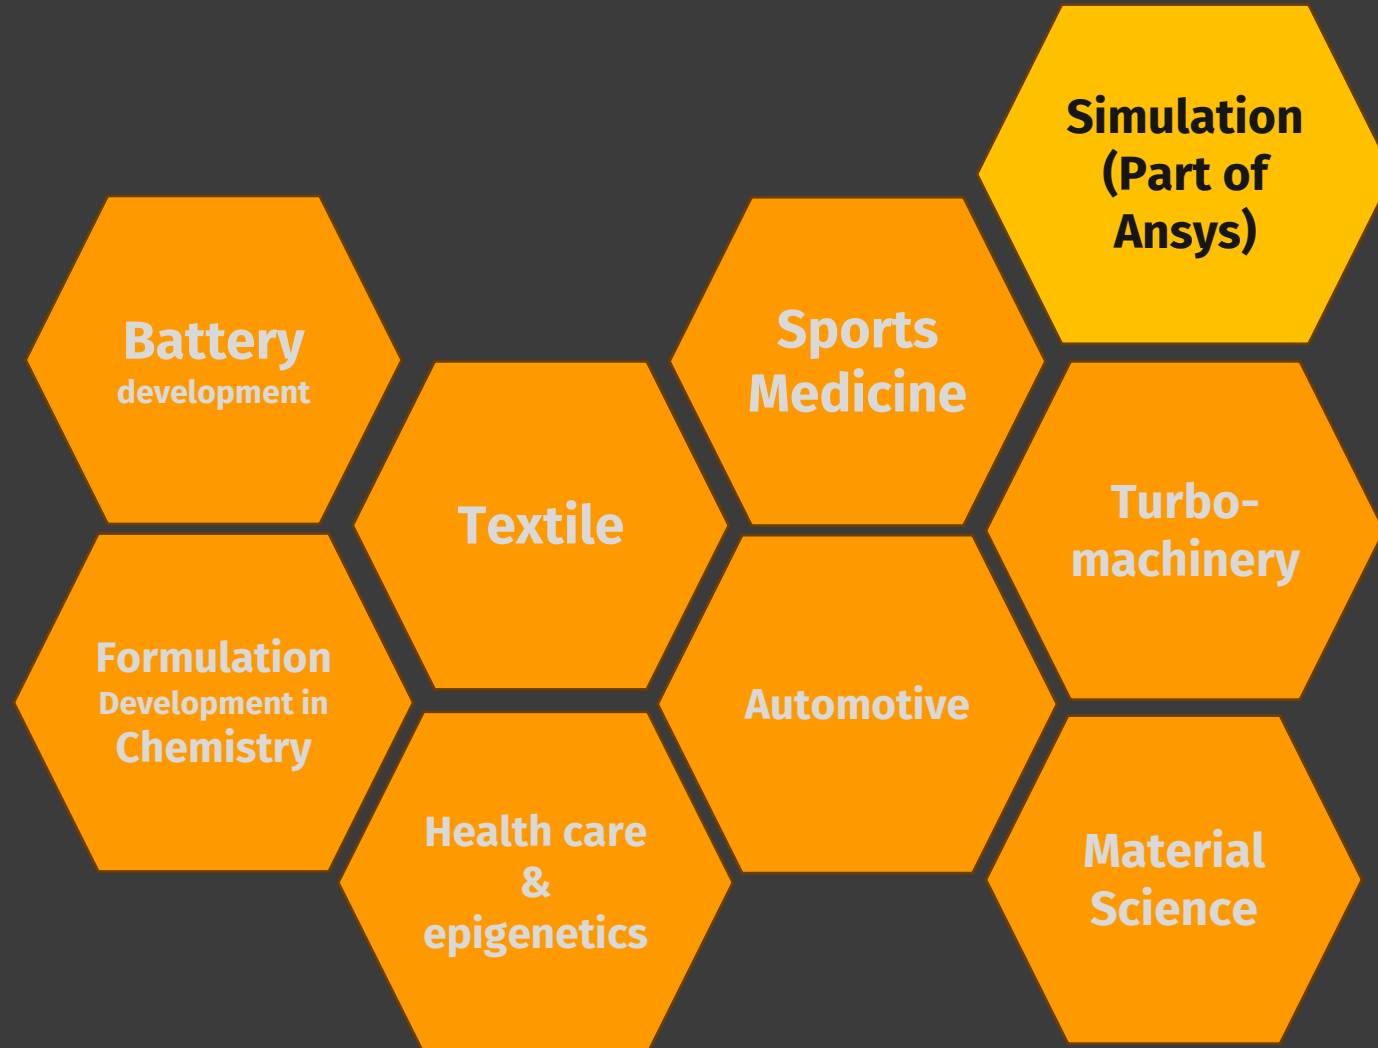 Simulation
(Part of
Ansys)
Battery
development
Sports
Medicine
Textile
Turbo-
machinery
Formulation
Development in
Chemistry
Automotive
Health care
&
epigenetics
Material
Science